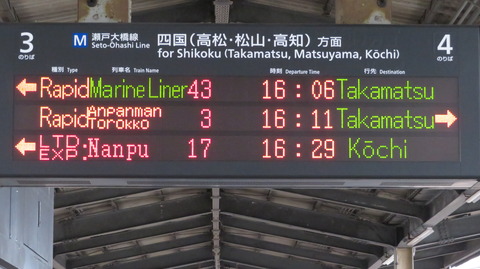 3 のりば
M 瀬戸大橋線
Seto-Ohashi Line
四国(高松・松山・高知)方面
for Shikoku (Takamatsu, Matsuyama, Kōchi)
4 のりば
種別 Type 列車名 Train Name 時刻 Departure Time 行先 Destination
←Rapid Marine Liner 43 16:06 Takamatsu
Rapid Anpanman Torokko 3 16:11 Takamatsu→
←LTD. EXP. Nanpu 17 16:29 Kōchi